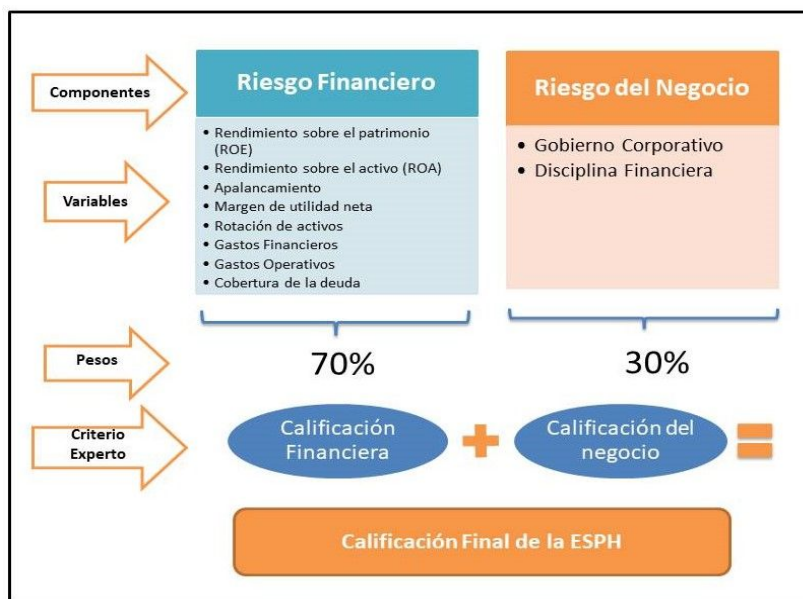 Componentes
Riesgo Financiero
Riesgo del Negocio
Variables
• Rendimiento sobre el patrimonio
(ROE)
• Rendimiento sobre el activo (ROA)
• Apalancamiento
• Margen de utilidad neta
• Rotación de activos
• Gastos Financieros
• Gastos Operativos
• Cobertura de la deuda
• Gobierno Corporativo
• Disciplina Financiera
Pesos
70%
30%
Criterio
Experto
Calificación
Financiera
+
Calificación del
negocio
=
Calificación Final de la ESPH